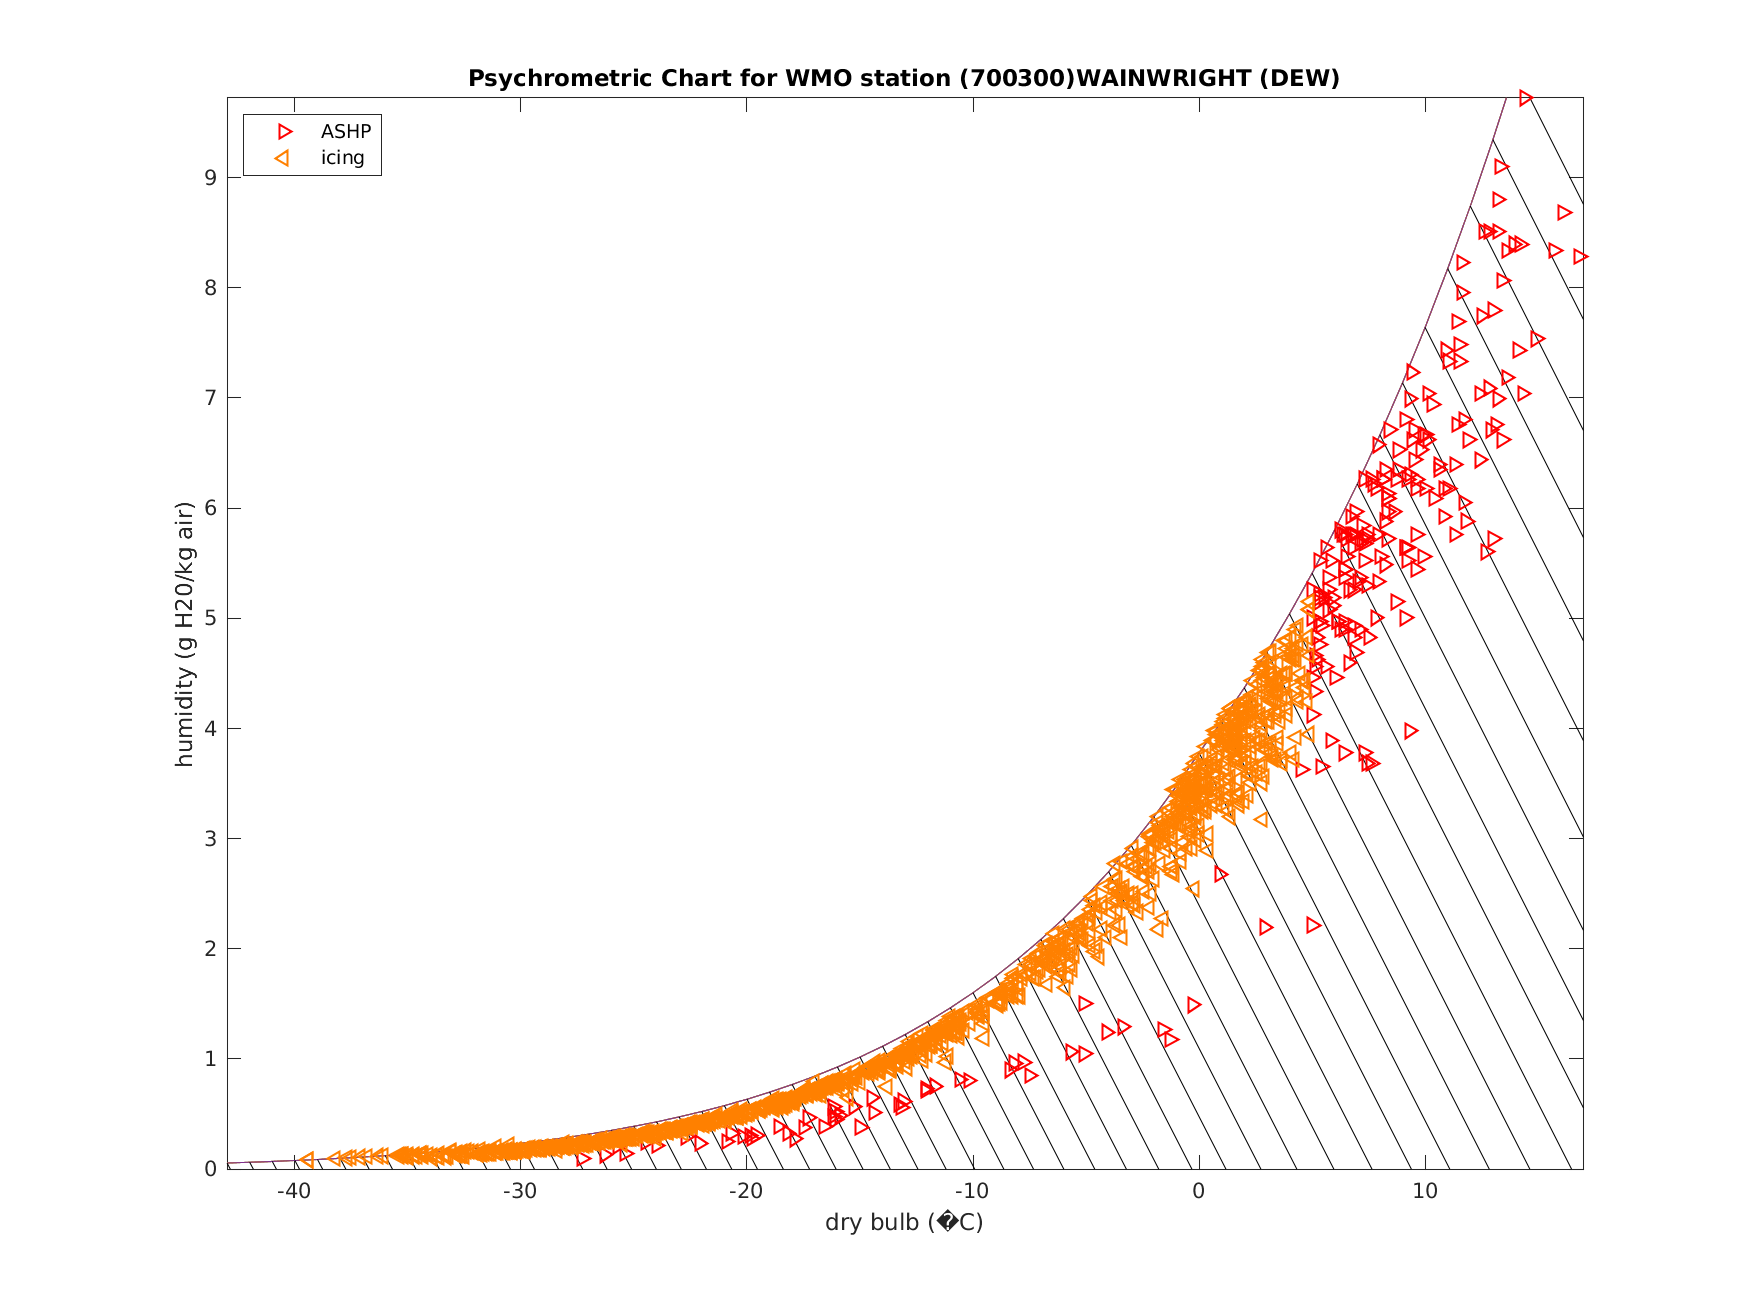 Psychrometric Chart for WMO station (700300)WAINWRIGHT (DEW)
ASHP
icing
humidity (g H20/kg air)
9
8
7
6
5
4
3
2
1
0
-40 -30 -20 -10 0 10
dry bulb (�C)